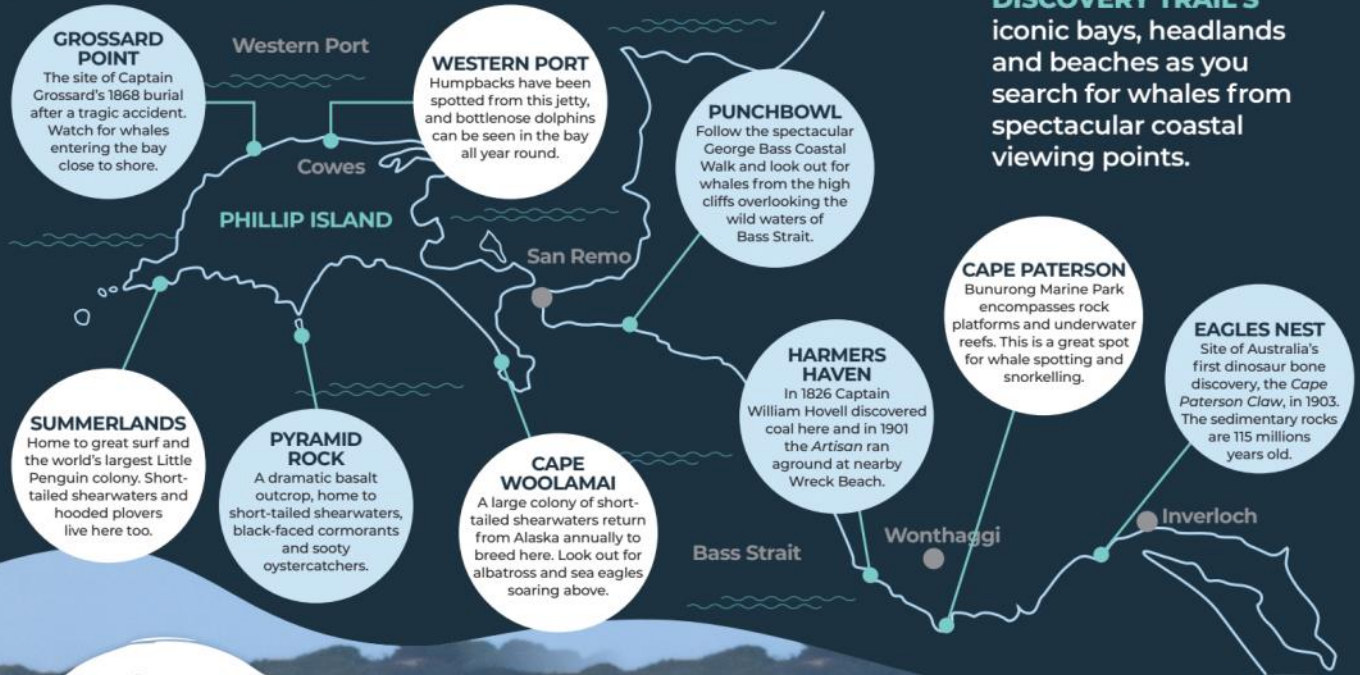 DISCOVERY TRAIL'S
iconic bays, headlands
and beaches as you
search for whales from
spectacular coastal
viewing points.
GROSSARD
POINT
The site of Captain
Grossard's 1868 burial
after a tragic accident.
Watch for whales
entering the bay
close to shore.
Western Port
WESTERN PORT
Humpbacks have been
spotted from this jetty,
and bottlenose dolphins
can be seen in the bay
all year round.
PUNCHBOWL
Follow the spectacular
George Bass Coastal
Walk and look out for
whales from the high
cliffs overlooking the
wild waters of
Bass Strait.
Cowes
PHILLIP ISLAND
San Remo
CAPE PATERSON
Bunurong Marine Park
encompasses rock
platforms and underwater
reefs. This is a great spot
for whale spotting and
snorkelling.
EAGLES NEST
Site of Australia's
first dinosaur bone
discovery, the Cape
Paterson Claw, in 1903.
The sedimentary rocks
are 115 millions
years old.
HARMERS
HAVEN
In 1826 Captain
William Hovell discovered
coal here and in 1901
the Artisan ran
aground at nearby
Wreck Beach.
SUMMERLANDS
Home to great surf and
the world's largest Little
Penguin colony. Short-
tailed shearwaters and
hooded plovers
live here too.
PYRAMID
ROCK
A dramatic basalt
outcrop, home to
short-tailed shearwaters,
black-faced cormorants
and sooty
oystercatchers.
CAPE
WOOLAMAI
A large colony of short-
tailed shearwaters return
from Alaska annually to
breed here. Look out for
albatross and sea eagles
soaring above.
Bass Strait
Wonthaggi
Inverloch